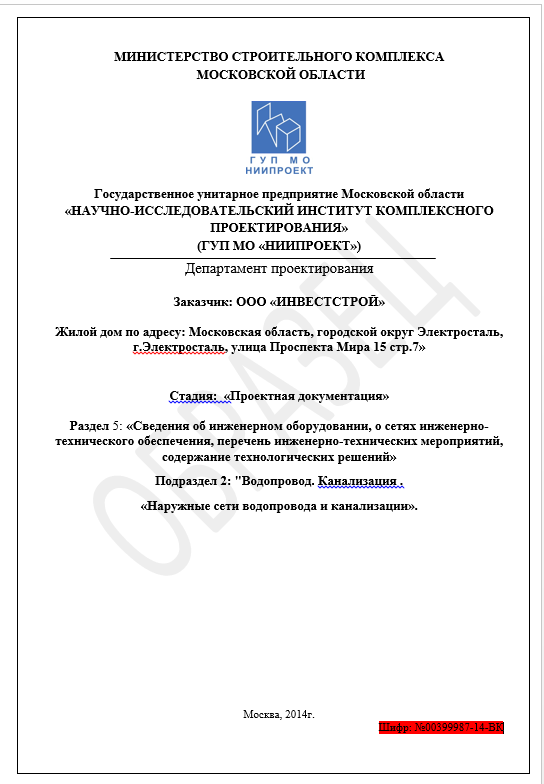 МИНИСТЕРСТВО СТРОИТЕЛЬНОГО КОМПЛЕКСА
МОСКОВСКОЙ ОБЛАСТИ
ГУП МО
НИИПРОЕКТ
Государственное унитарное предприятие Московской области
«НАУЧНО-ИССЛЕДОВАТЕЛЬСКИЙ ИНСТИТУТ КОМПЛЕКСНОГО
ПРОЕКТИРОВАНИЯ»
(ГУП МО «НИИПРОЕКТ»)
Департамент проектирования
Заказчик: ООО «ИНВЕСТСТРОЙ»
Жилой дом по адресу: Московская область, городской округ Электросталь,
г.Электросталь, улица Проспекта Мира 15 стр.7»
Стадия: «Проектная документация»
Раздел 5: «Сведения об инженерном оборудовании, о сетях инженерно-
технического обеспечения, перечень инженерно-технических мероприятий,
содержание технологических решений»
Подраздел 2: "Водопровод. Канализация .
«Наружные сети водопровода и канализации».
ОБРАЗЕЦ
Москва, 2014г.
Шифр: №00399987-14-ВК